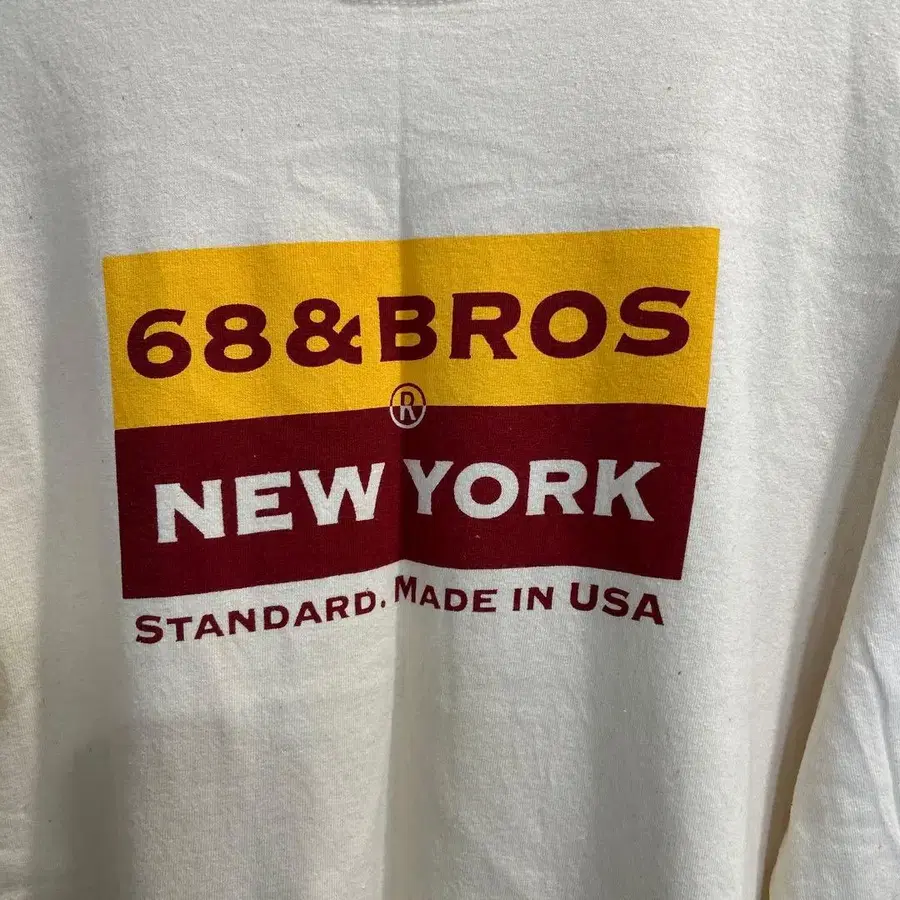 68&BROS
®
NEW YORK
STANDARD. MADE IN USA